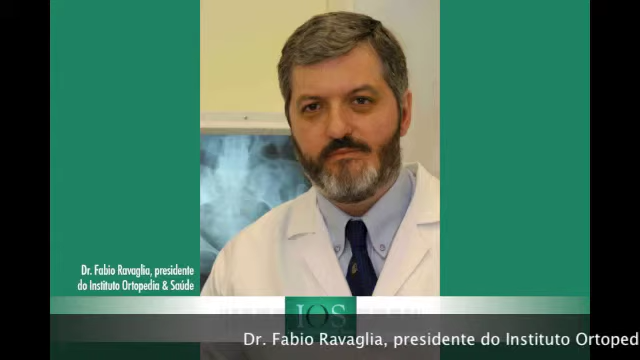 Dr. Fabio Ravaglia, presidente
do Instituto Ortopedia & Saúde
IOS
Dr. Fabio Ravaglia, presidente do Instituto Ortoped